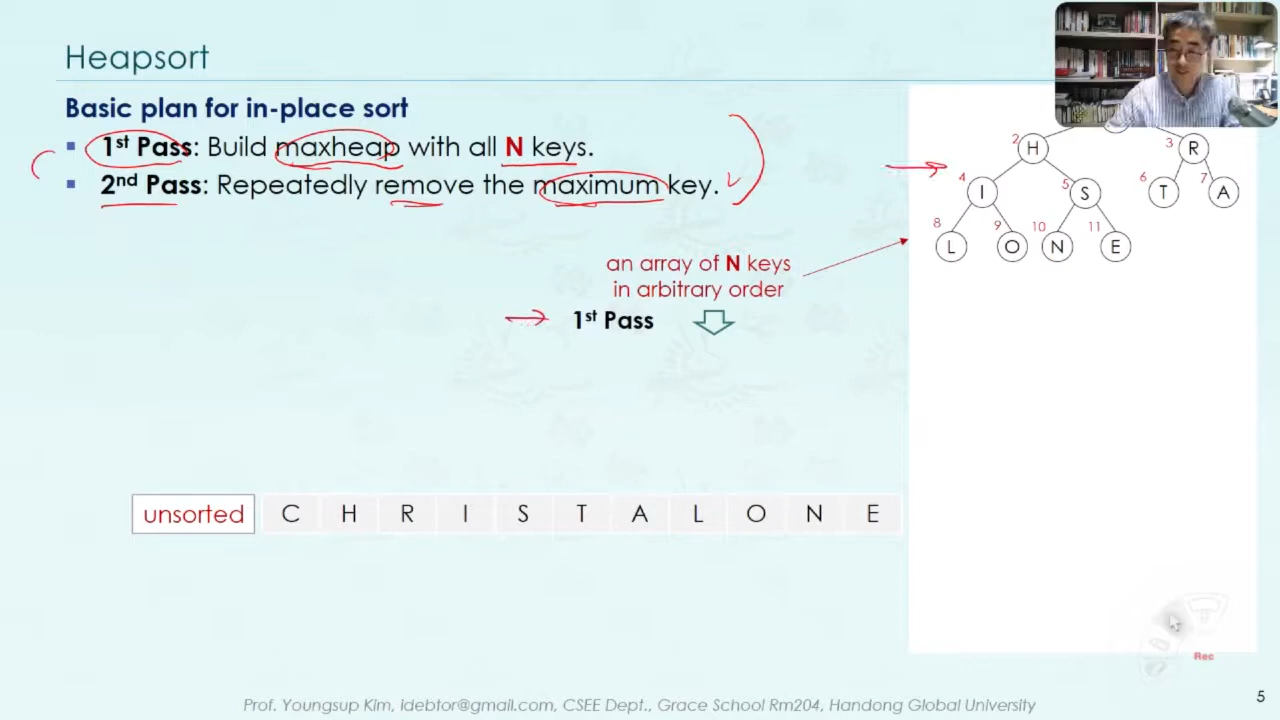 Heapsort
Basic plan for in-place sort
1st Pass: Build maxheap with all N keys.
2nd Pass: Repeatedly remove the maximum key.
2 H 3 R
4 I 5 S 6 T 7 A
8 L 9 O 10 N 11 E
an array of N keys
in arbitrary order
1st Pass
unsorted C H R I S T A L O N E
Rec
Prof. Youngsup Kim, idebtor@gmail.com, CSEE Dept., Grace School Rm204, Handong Global University
5